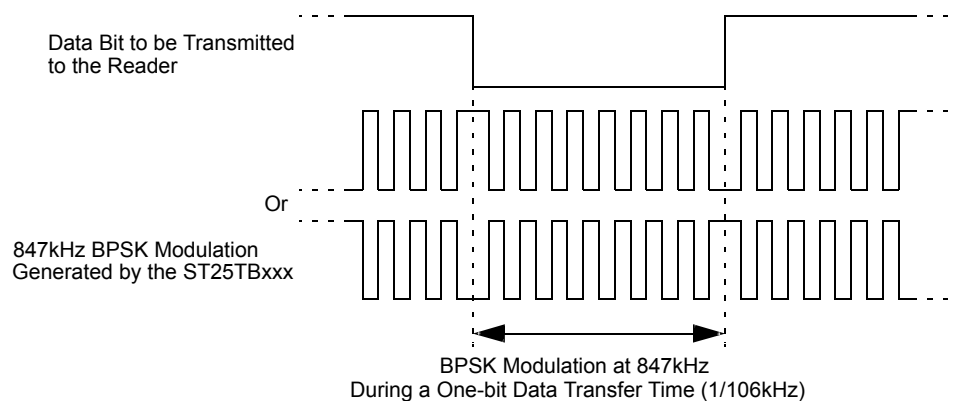 Data Bit to be Transmitted
to the Reader
Or
847kHz BPSK Modulation
Generated by the ST25TBxxx
BPSK Modulation at 847kHz
During a One-bit Data Transfer Time (1/106kHz)